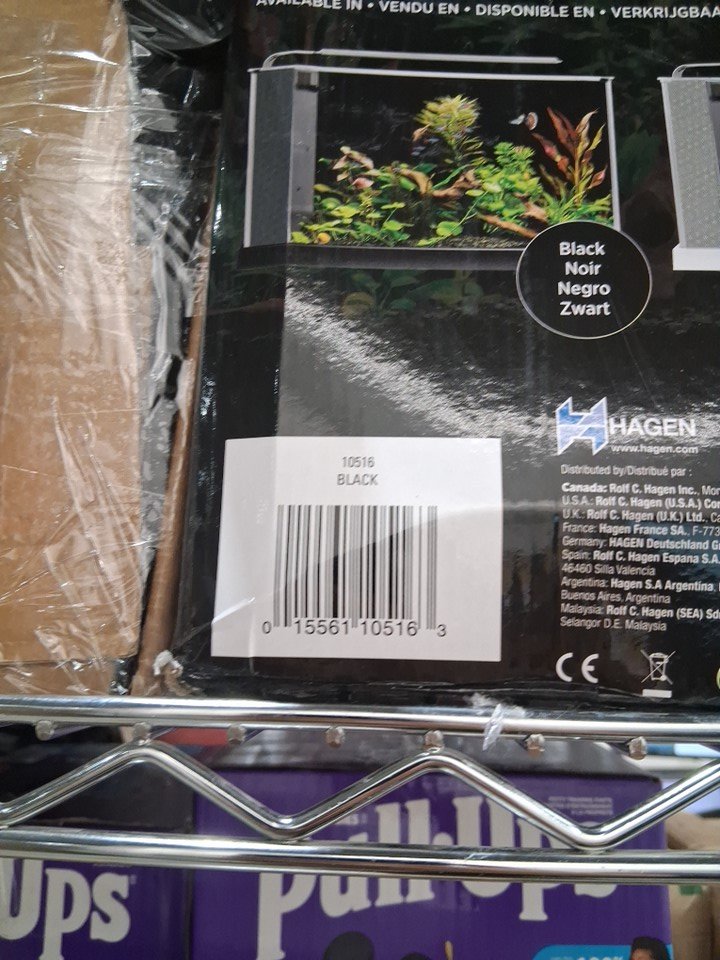 AVAILABLE IN • VENDU EN • DISPONIBLE EN • VERKRIJGBAA
Black
Noir
Negro
Zwart
HAGEN
www.hagen.com
Distributed by/Distribué par :
Canada: Rolf C. Hagen Inc., Mon
U.S.A.: Rolf C. Hagen (U.S.A.) Cor
U.K.: Rolf C. Hagen (U.K.) Ltd., C
France: Hagen France SA., F-773
Germany: HAGEN Deutschland G
Spain: Rolf C. Hagen Espana S.A.
46460 Silla Valencia
Argentina: Hagen S.A Argentina,
Buenos Aires, Argentina
Malaysia: Rolf C. Hagen (SEA) Sd
Selangor D.E. Malaysia
CE
10516
BLACK
0 15561 10516 3
Ups
Pull-Ups